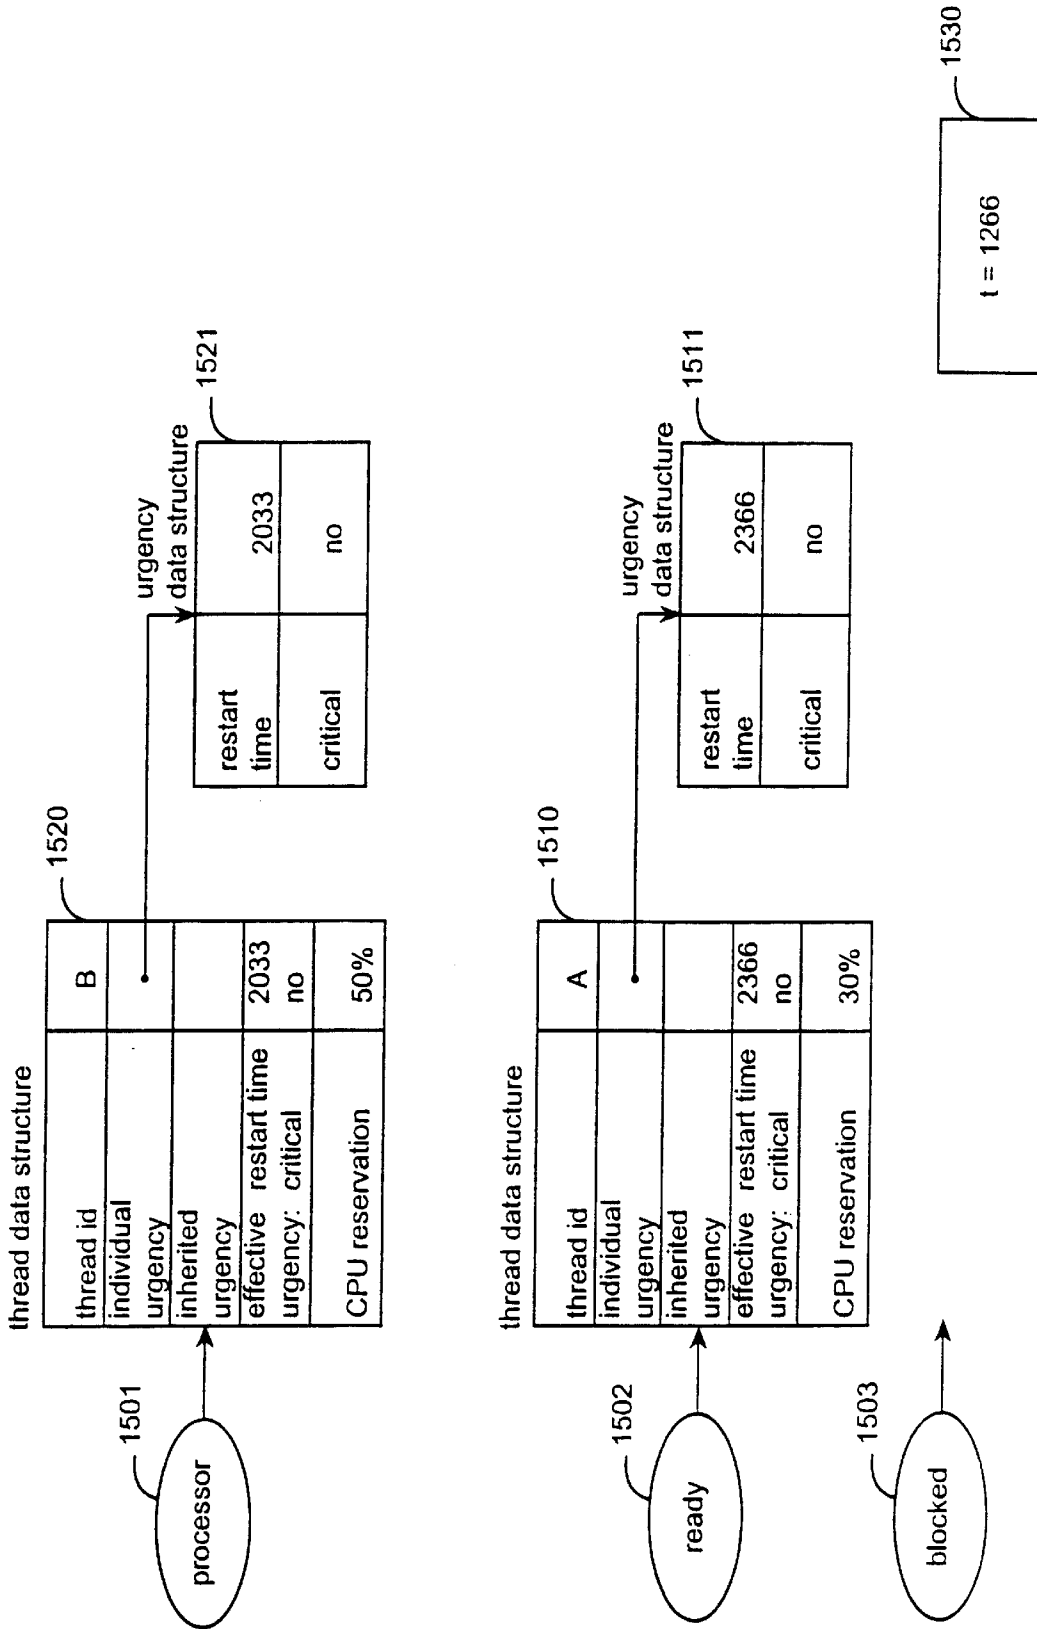 thread data structure
1520
thread id B
individual
urgency
inherited
urgency
effective restart time 2033
urgency: critical no
CPU reservation 50%
1501
processor
urgency
data structure
1521
restart
time 2033
critical no
thread data structure
1510
thread id A
individual
urgency
inherited
urgency
effective restart time 2366
urgency: critical no
CPU reservation 30%
1502
ready
urgency
data structure
1511
restart
time 2366
critical no
1503
blocked
1530
t = 1266